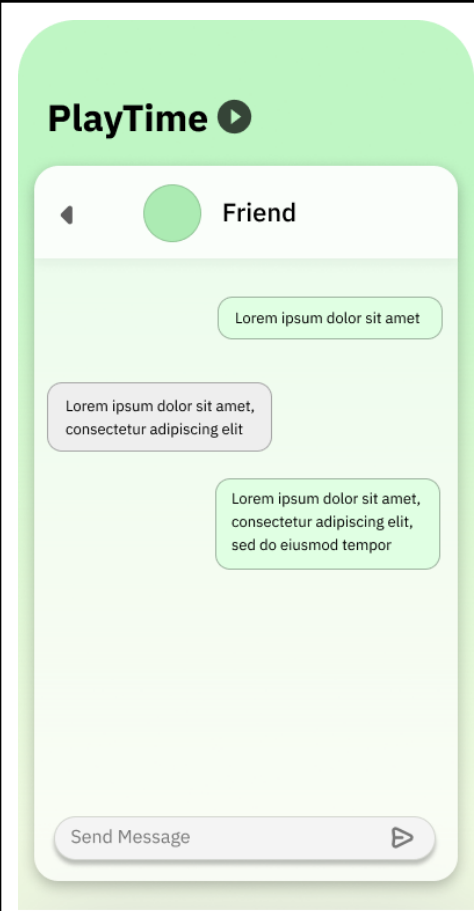 PlayTime
Friend
Lorem ipsum dolor sit amet
Lorem ipsum dolor sit amet,
consectetur adipiscing elit
Lorem ipsum dolor sit amet,
consectetur adipiscing elit,
sed do eiusmod tempor
Send Message